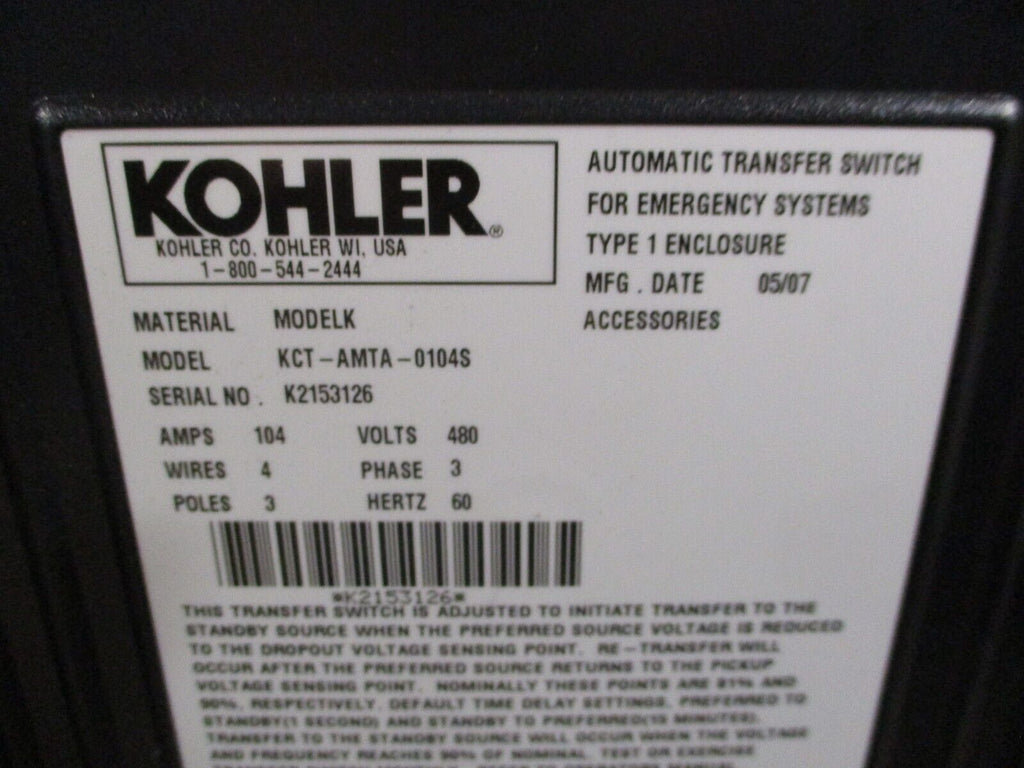 KOHLER®
KOHLER CO. KOHLER WI, USA
1-800-544-2444
AUTOMATIC TRANSFER SWITCH
FOR EMERGENCY SYSTEMS
TYPE 1 ENCLOSURE
MFG . DATE 05/07
ACCESSORIES
MATERIAL MODELK
MODEL KCT-AMTA-0104S
SERIAL NO . K2153126
AMPS 104 VOLTS 480
WIRES 4 PHASE 3
POLES 3 HERTZ 60
*K2153126*
THIS TRANSFER SWITCH IS ADJUSTED TO INITIATE TRANSFER TO THE
STANDBY SOURCE WHEN THE PREFERRED SOURCE VOLTAGE IS REDUCED
TO THE DROPOUT VOLTAGE SENSING POINT. RE-TRANSFER WILL
OCCUR AFTER THE PREFERRED SOURCE RETURNS TO THE PICKUP
VOLTAGE SENSING POINT. NOMINALLY THESE POINTS ARE 81% AND
90%, RESPECTIVELY. DEFAULT TIME DELAY SETTINGS, PREFERRED TO
STANDBY(1 SECOND) AND STANDBY TO PREFERRED(15 MINUTES).
TRANSFER TO THE STANDBY SOURCE WILL OCCUR WHEN THE VOLTAGE
AND FREQUENCY REACHES 90% OF NOMINAL. TEST OR EXERCISE